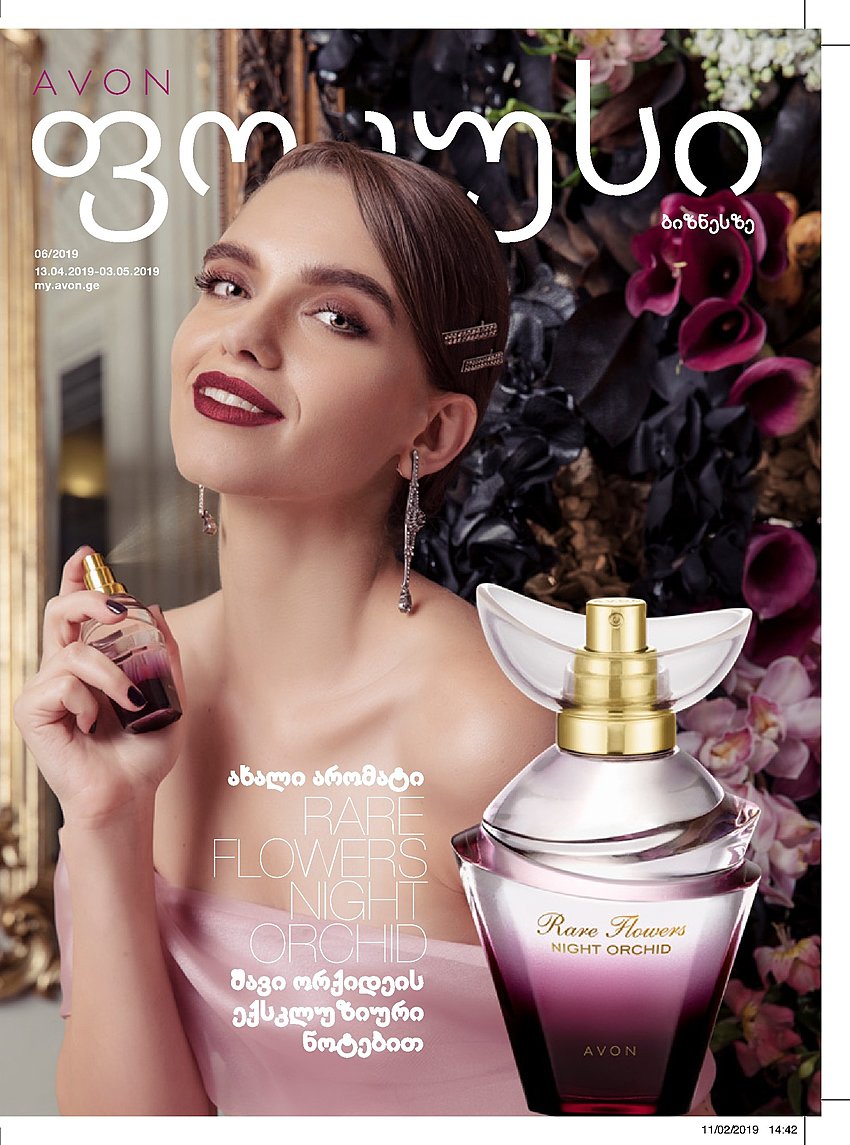 AVON
ფოკუსი
ბიზნესზე
06/2019
13.04.2019-03.05.2019
my.avon.ge
ახალი არომატი
RARE
FLOWERS
NIGHT
ORCHID
შავი ორქიდეის
ექსკლუზიური
ნოტებით
Rare Flowers
NIGHT ORCHID
AVON
11/02/2019 14:42